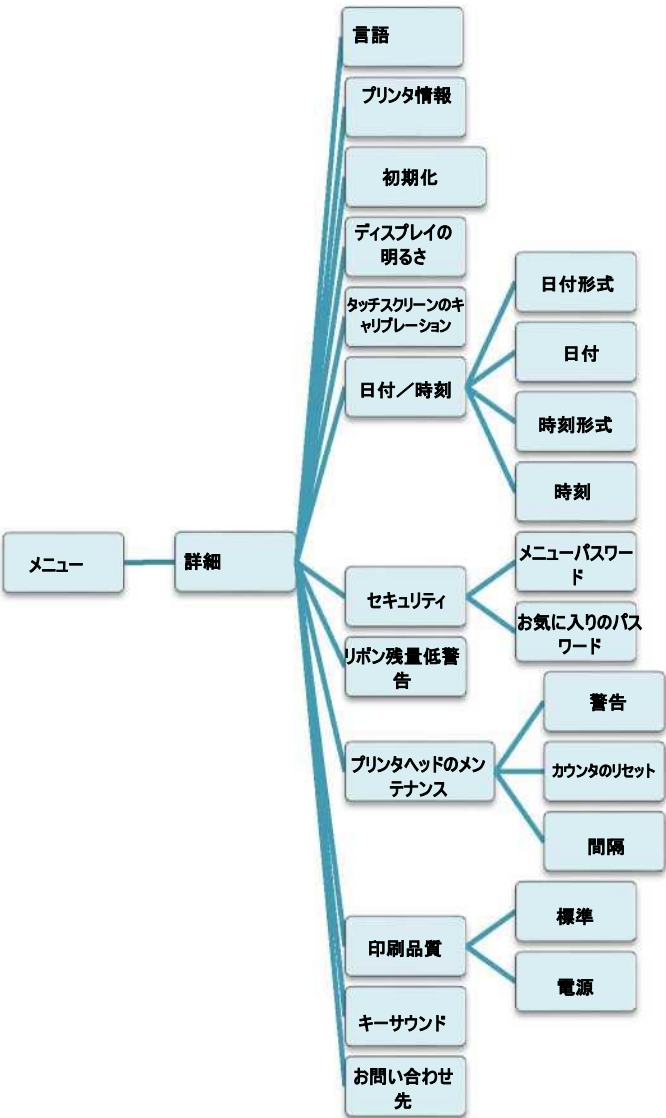 言語
プリンタ情報
初期化
ディスプレイの
明るさ
タッチスクリーンのキ
ャリブレーション
日付／時刻
日付形式
日付
時刻形式
時刻
メニュー
詳細
セキュリティ
メニューパスワー
ド
お気に入りのパス
ワード
リボン残量低警
告
プリンタヘッドのメン
テナンス
警告
カウンタのリセット
間隔
印刷品質
標準
電源
キーサウンド
お問い合わせ
先